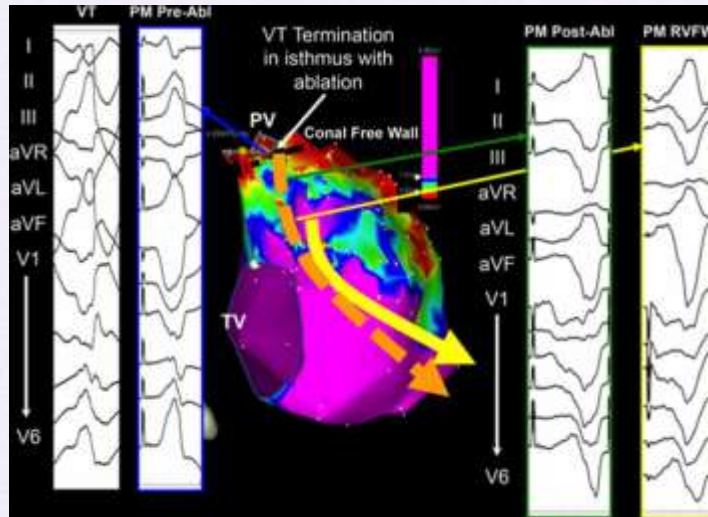 VT
PM Pre-Abl
VT Termination
in isthmus with
ablation
PM Post-Abl
PM RVFW
I
II
III
aVR
aVL
aVF
V1
V6
PV
Conal Free Wall
TV
I
II
III
aVR
aVL
aVF
V1
V6